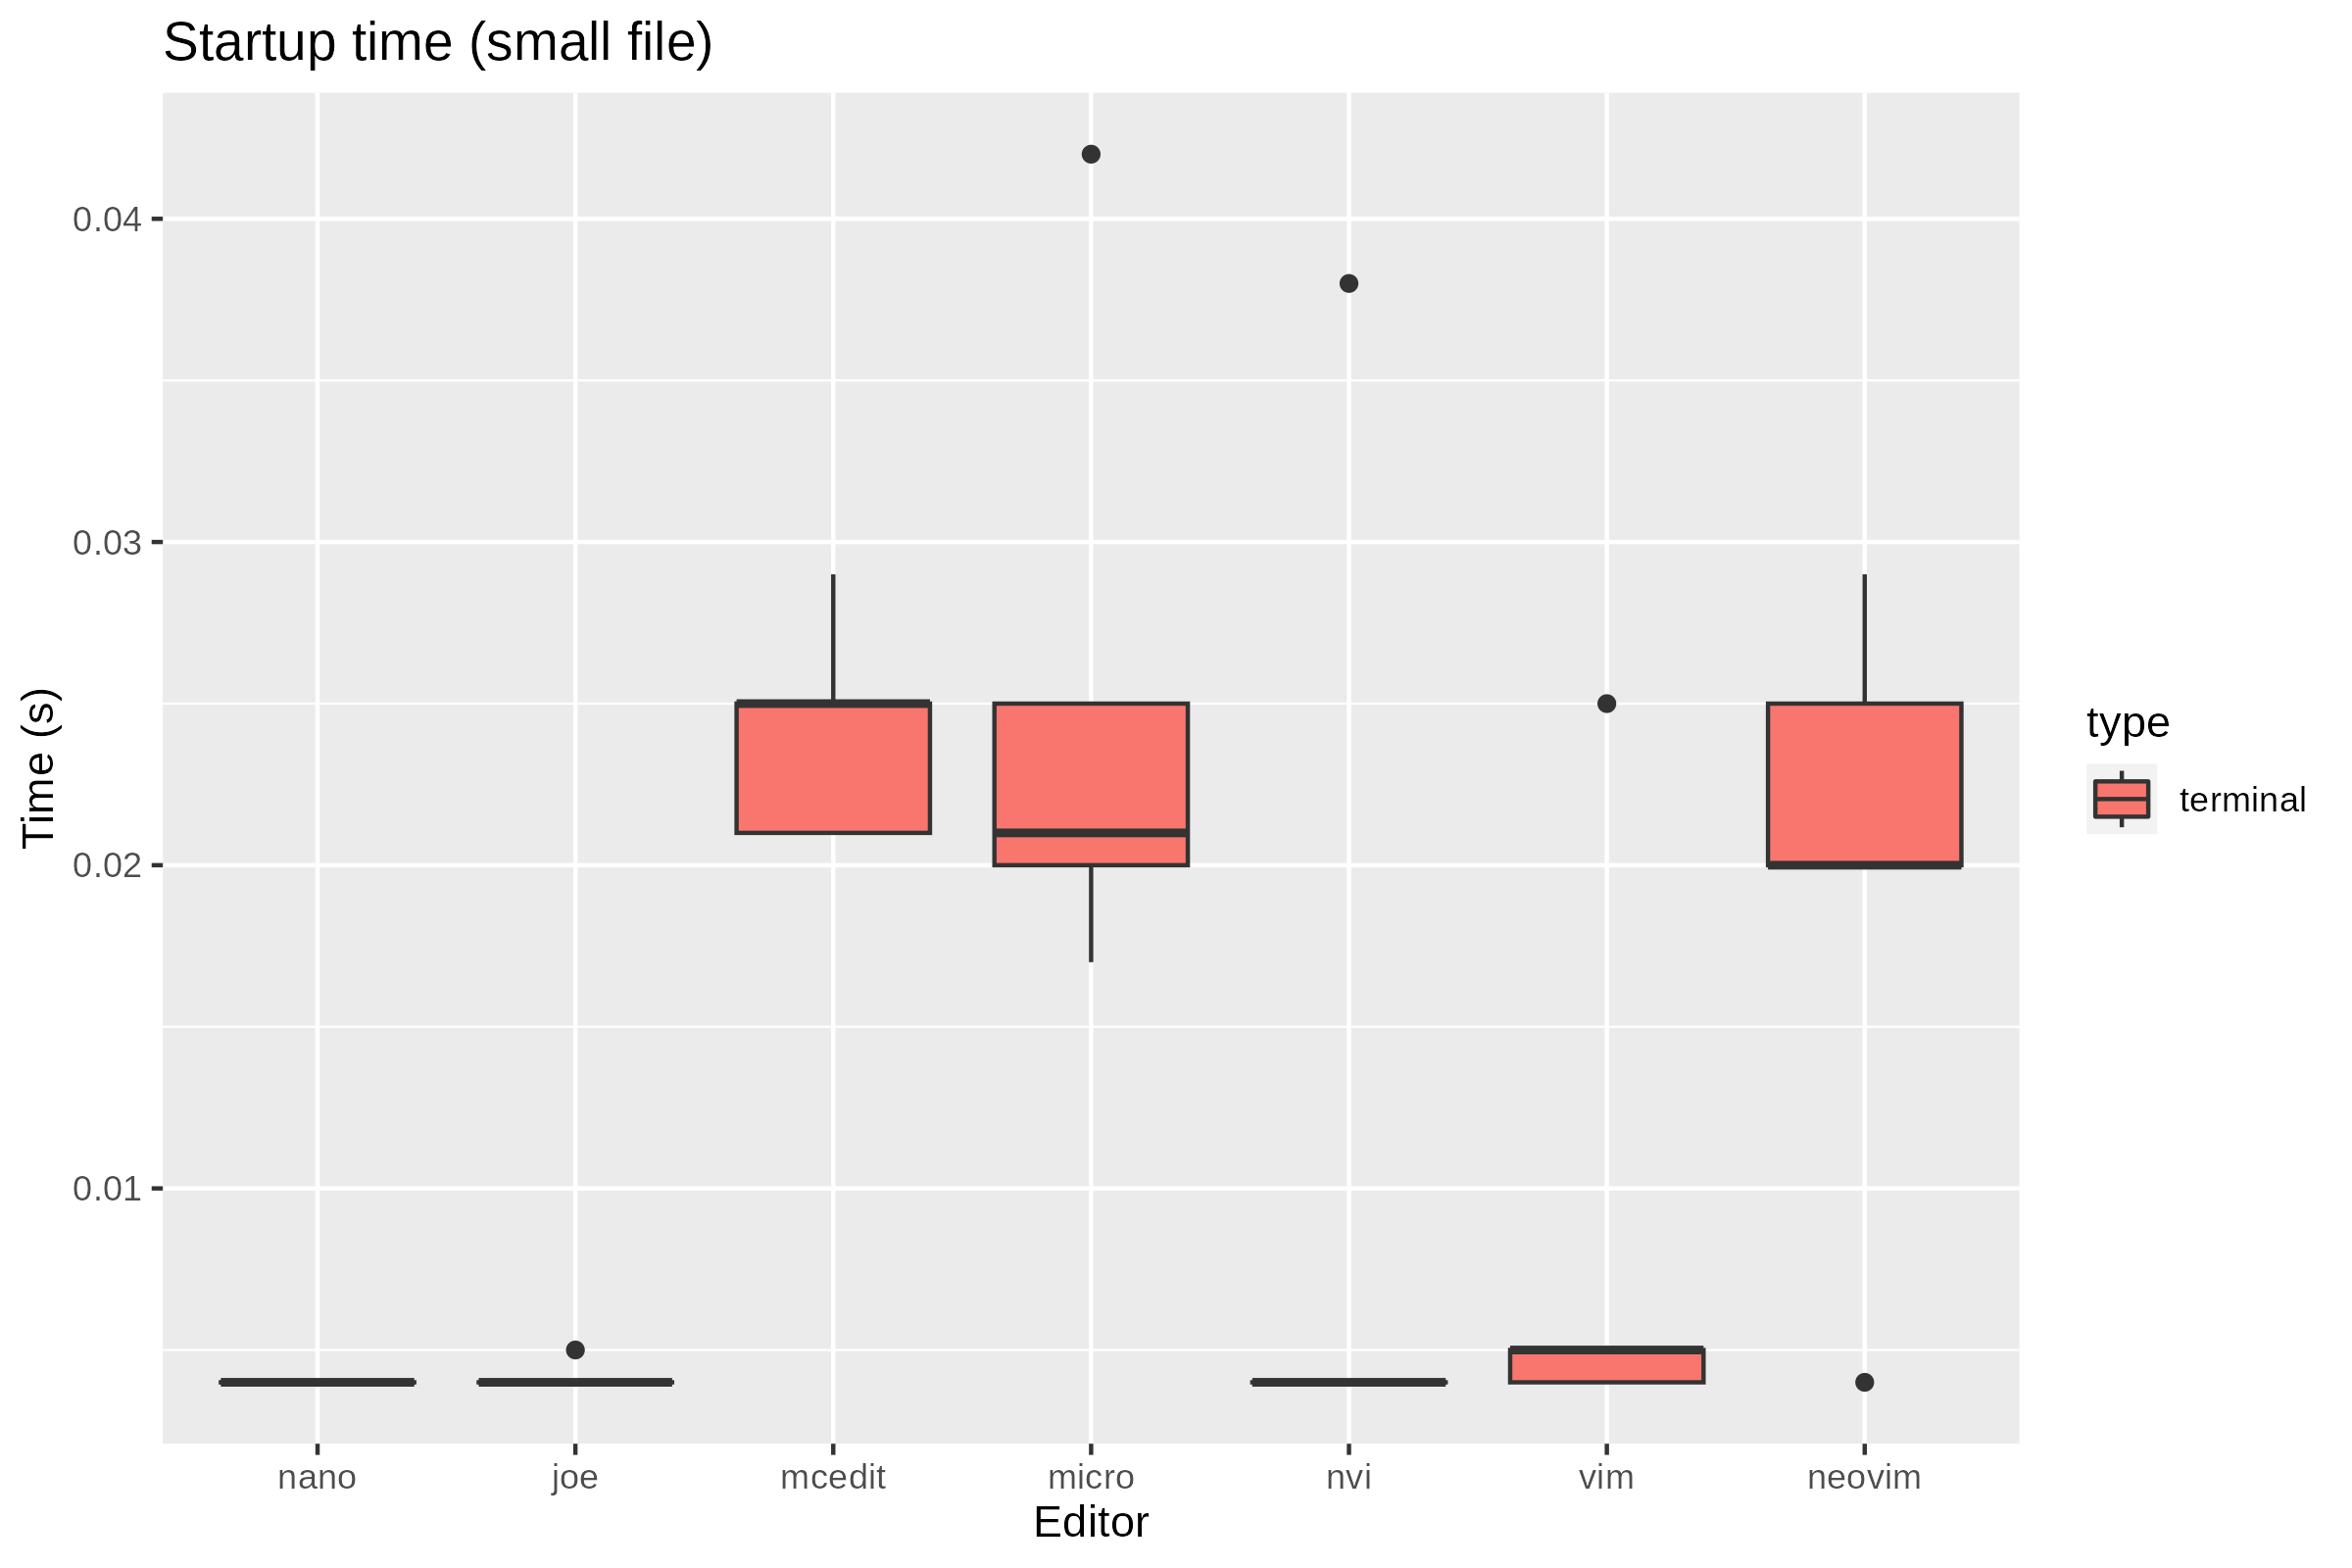 Startup time (small file)
0.04
0.03
0.02
0.01
Time (s)
nano
joe
mcedit
micro
nvi
vim
neovim
Editor
type
terminal